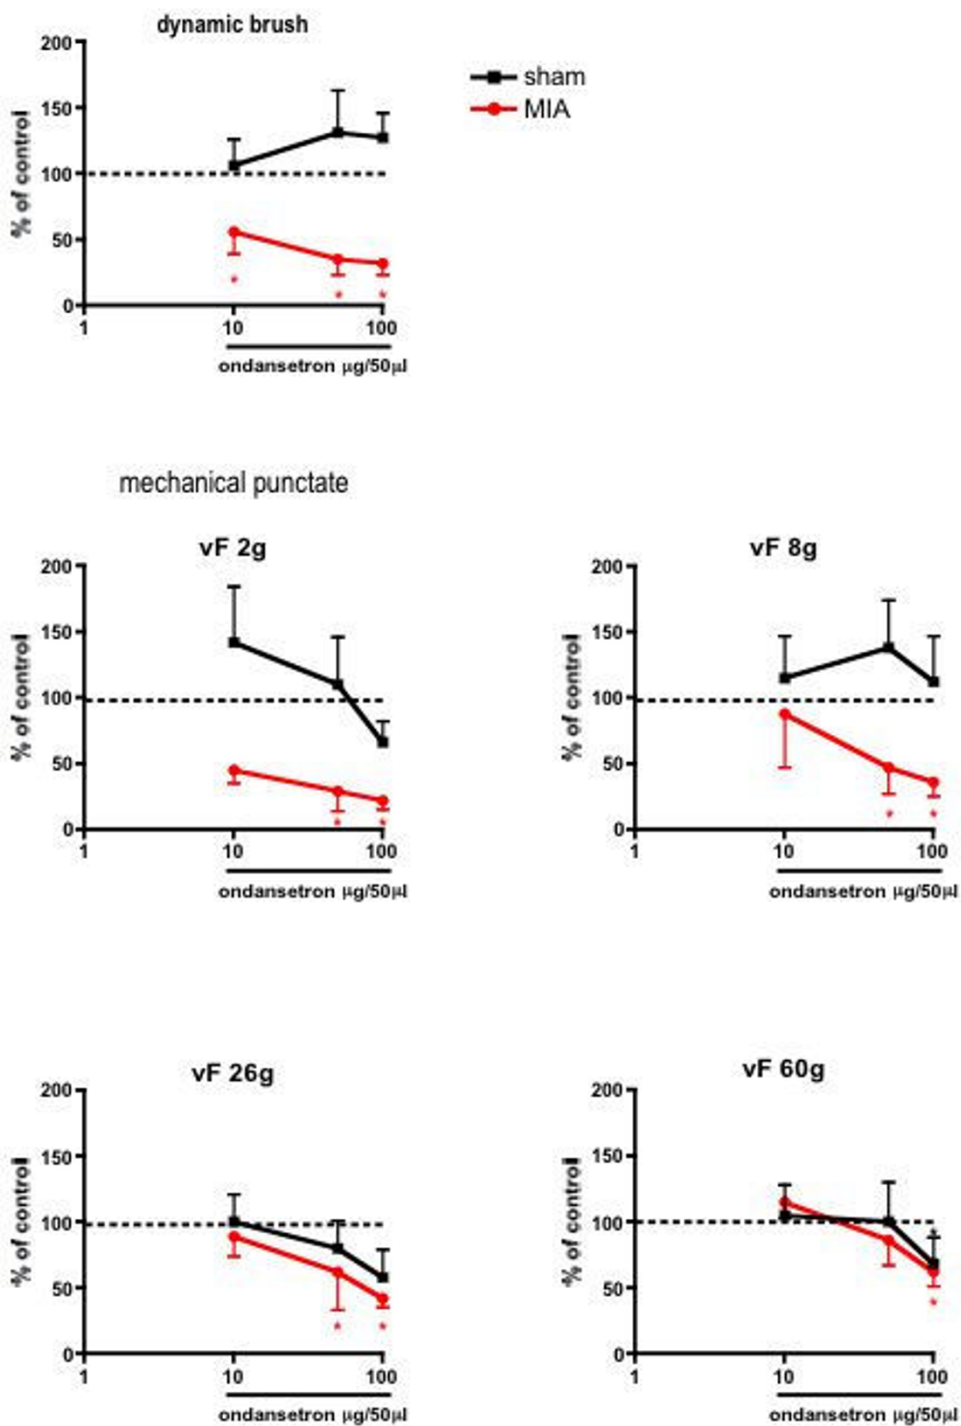 dynamic brush
sham
MIA
% of control
200
150
100
50
0
1 10 100
ondansetron µg/50µl
mechanical punctate
vF 2g
% of control
200
150
100
50
0
1 10 100
ondansetron µg/50µl
vF 8g
% of control
200
150
100
50
0
1 10 100
ondansetron µg/50µl
vF 26g
% of control
200
150
100
50
0
1 10 100
ondansetron µg/50µl
vF 60g
% of control
200
150
100
50
0
1 10 100
ondansetron µg/50µl